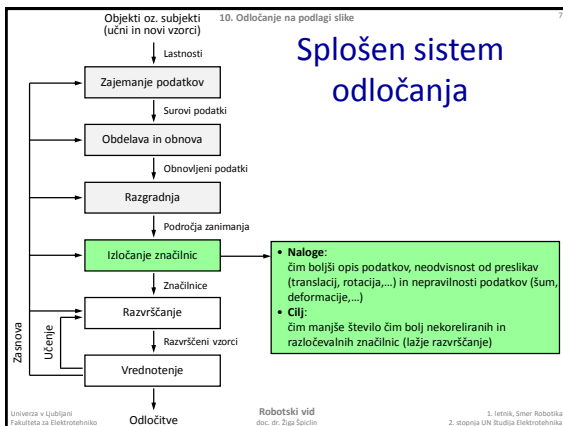 Objekti oz. subjekti
(učni in novi vzorci)
10. Odločanje na podlagi slike
7
Splošen sistem
odločanja
Lastnosti
Zajemanje podatkov
Surovi podatki
Obdelava in obnova
Obnovljeni podatki
Razgradnja
Področja zanimanja
Izločanje značilnic
• Naloge:
čim boljši opis podatkov, neodvisnost od preslikav
(translacij, rotacija,...) in nepravilnosti podatkov (šum,
deformacije,...)
• Cilj:
čim manjše število čim bolj nekoreliranih in
razločevalnih značilnic (lažje razvrščanje)
Značilnice
Razvrščanje
Razvrščeni vzorci
Vrednotenje
Zasnova
Učenje
Odločitve
Univerza v Ljubljani
Fakulteta za Elektrotehniko
Robotski vid
doc. dr. Žiga Špiclin
1. letnik, Smer Robotika
2. stopnja UN Študija Elektrotehnika